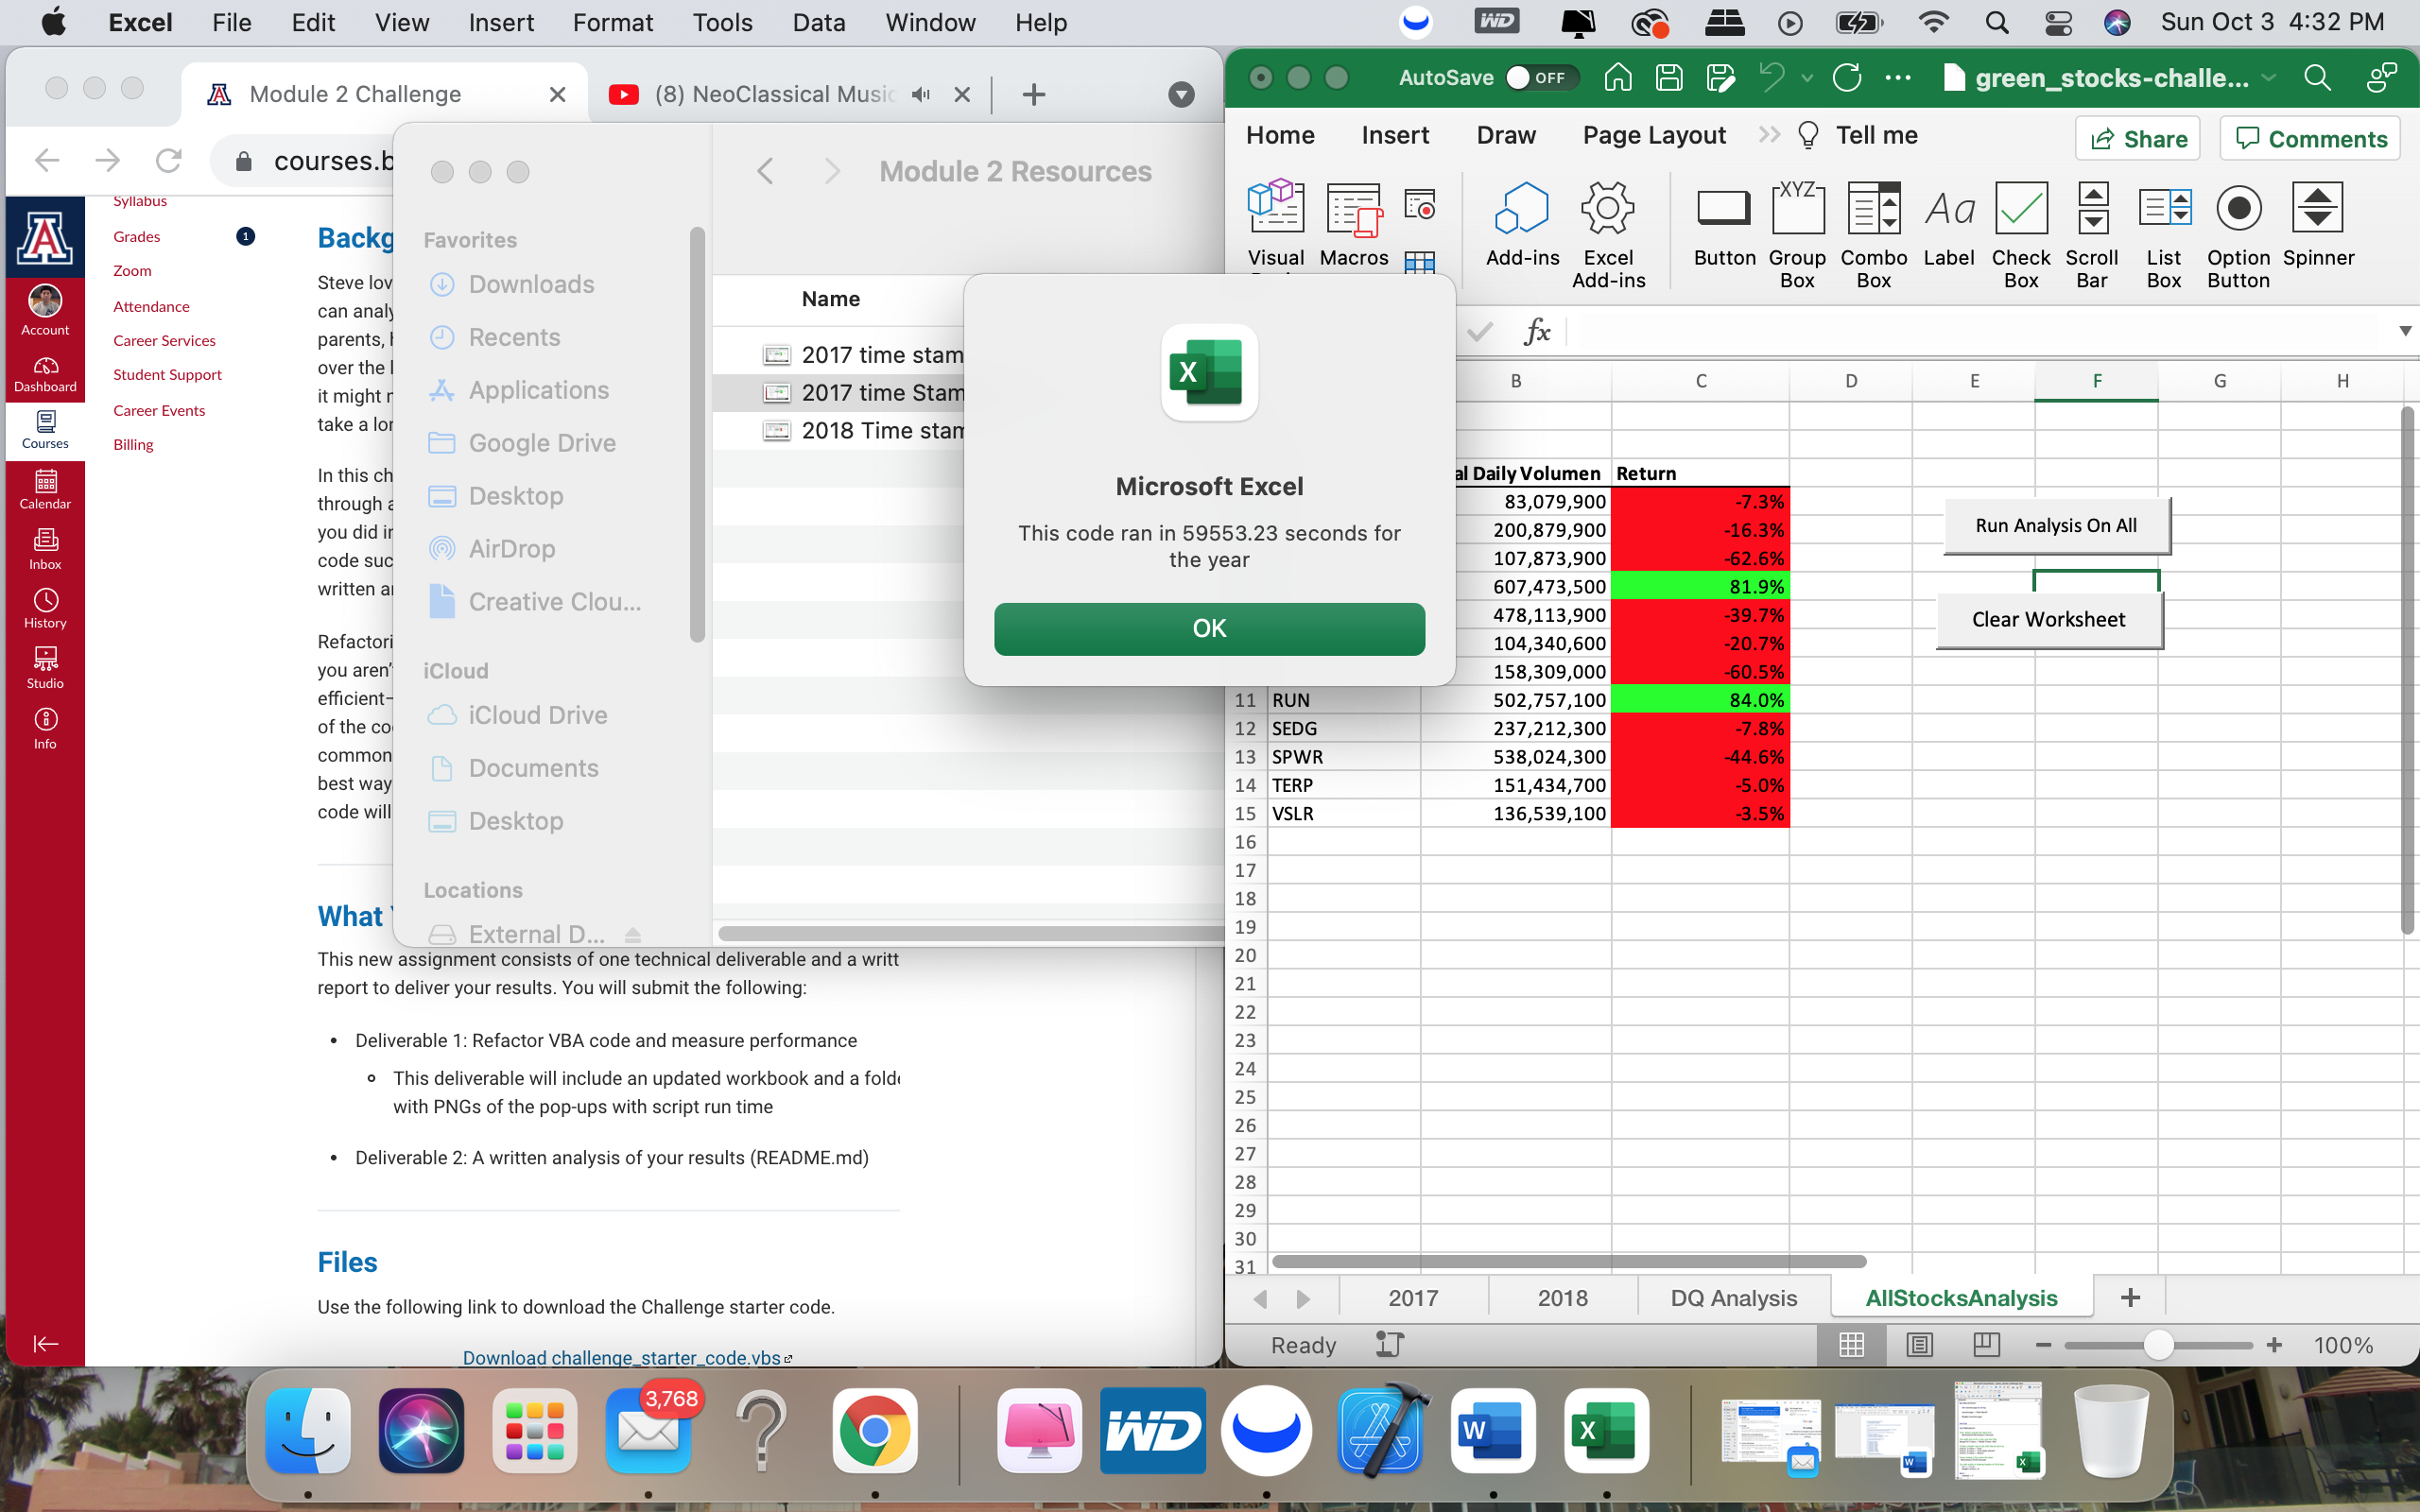 Excel File Edit View Insert Format Tools Data Window Help WD Sun Oct 3 4:32 PM
Module 2 Challenge
(8) NeoClassical Music
courses.b
Syllabus
Grades 1
Zoom
Attendance
Career Services
Student Support
Career Events
Billing
Account
Dashboard
Courses
Calendar
Inbox
History
Studio
Info
Backg
Steve lov
can analy
parents, h
over the l
it might n
take a lon
In this ch
through a
you did in
code suc
written an
Refactori
you aren't
efficient—
of the co
common
best way
code will
What Y
This new assignment consists of one technical deliverable and a writt
report to deliver your results. You will submit the following:
• Deliverable 1: Refactor VBA code and measure performance
This deliverable will include an updated workbook and a folde
with PNGs of the pop-ups with script run time
• Deliverable 2: A written analysis of your results (README.md)
Files
Use the following link to download the Challenge starter code.
Download challenge_starter_code.vbs
Module 2 Resources
Favorites
Downloads
Recents
Applications
Google Drive
Desktop
AirDrop
Creative Clou...
iCloud
iCloud Drive
Documents
Desktop
Locations
External D...
Name
2017 time stam
2017 time Stam
2018 Time stam
Microsoft Excel
This code ran in 59553.23 seconds for
the year
OK
AutoSave OFF
green_stocks-challe...
Home Insert Draw Page Layout Tell me Share Comments
Visual Macros Add-ins Excel Add-ins Button XYZ Group Box Combo Box Aa Label Check Box Scroll Bar List Box Option Button Spinner
fx
B C D E F G H
al Daily Volumen Return
83,079,900 -7.3%
200,879,900 -16.3%
107,873,900 -62.6%
607,473,500 81.9%
478,113,900 -39.7%
104,340,600 -20.7%
158,309,000 -60.5%
11 RUN 502,757,100 84.0%
12 SEDG 237,212,300 -7.8%
13 SPWR 538,024,300 -44.6%
14 TERP 151,434,700 -5.0%
15 VSLR 136,539,100 -3.5%
16
17
18
19
20
21
22
23
24
25
26
27
28
29
30
31
Run Analysis On All
Clear Worksheet
2017 2018 DQ Analysis AllStocksAnalysis
Ready 100%
3,768
WD
W
X